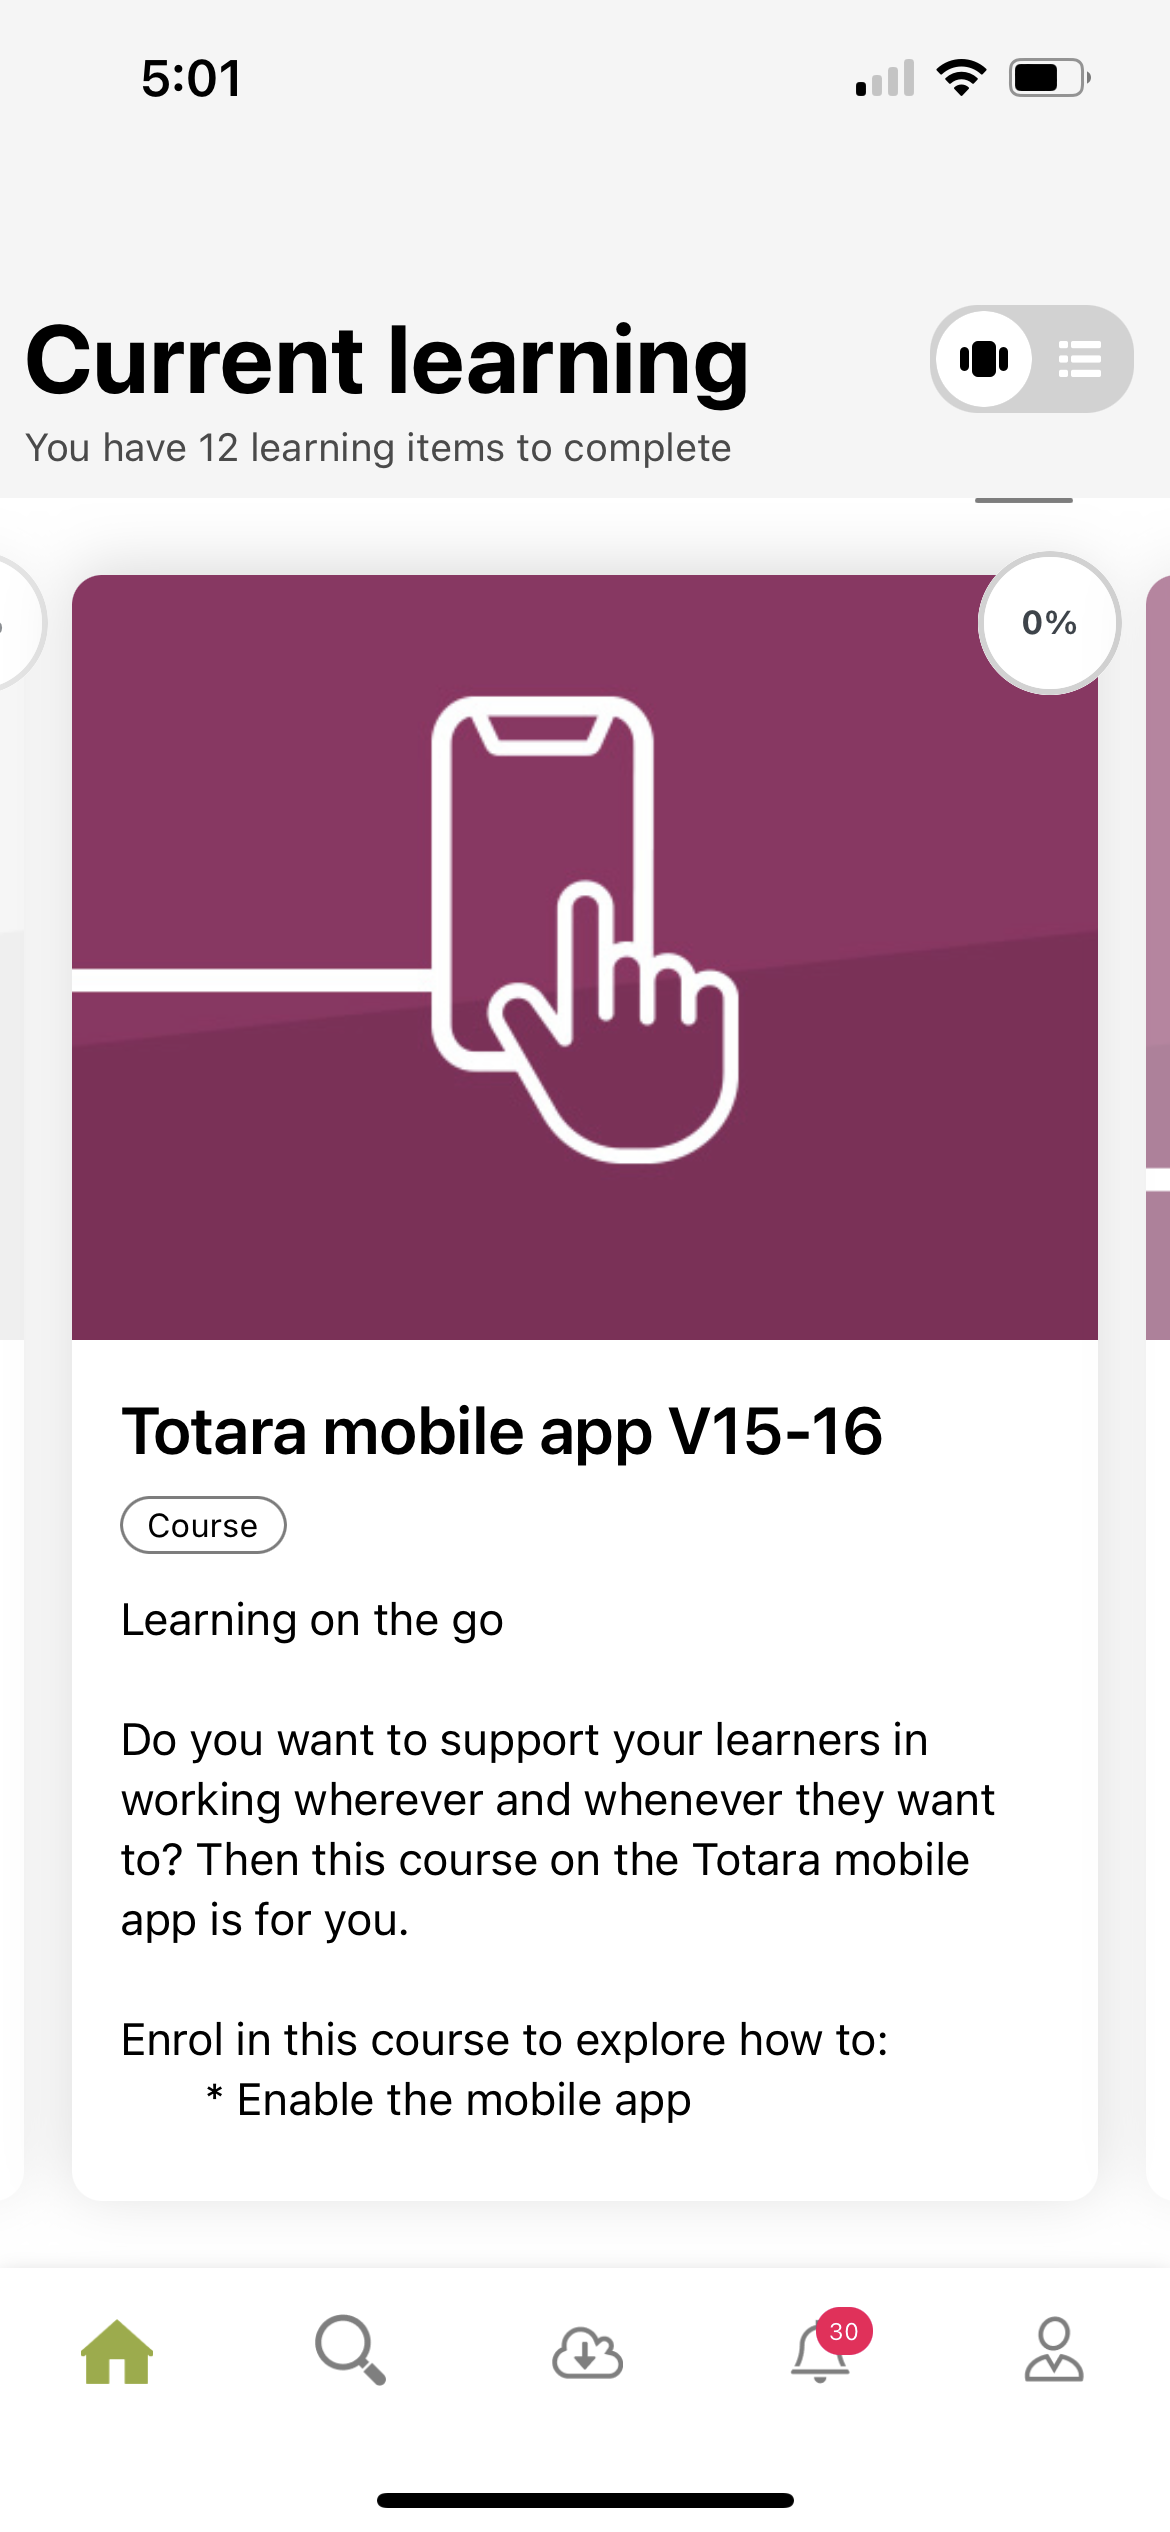 5:01
Current learning
You have 12 learning items to complete
0%
Totara mobile app V15-16
Course
Learning on the go
Do you want to support your learners in
working wherever and whenever they want
to? Then this course on the Totara mobile
app is for you.
Enrol in this course to explore how to:
* Enable the mobile app
30